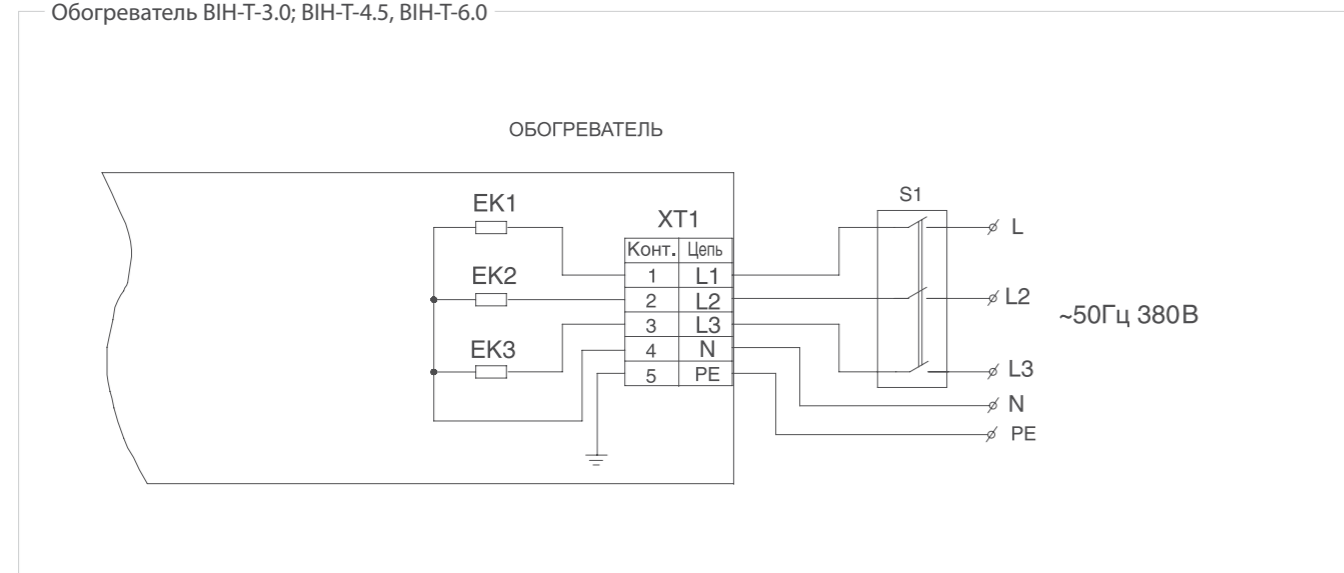 Обогреватель BIH-T-3.0; BIH-T-4.5, BIH-T-6.0
ОБОГРЕВАТЕЛЬ
EK1
EK2
EK3
XT1
Конт. Цепь
1 L1
2 L2
3 L3
4 N
5 PE
S1
L
L2
L3
N
PE
~50Гц 380В